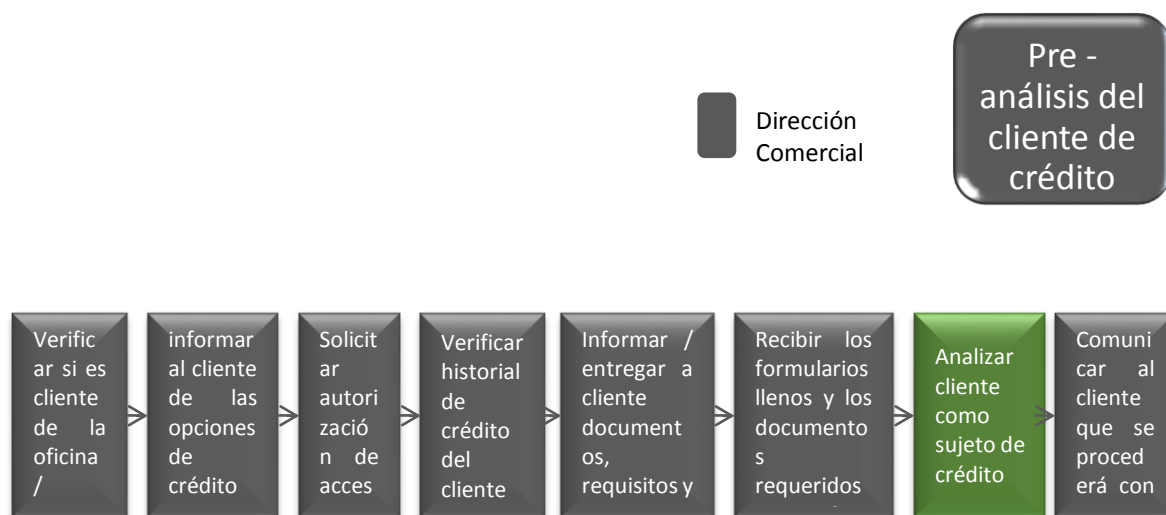 Pre -
análisis del
cliente de
crédito
Dirección
Comercial
Verific
ar si es
cliente
de la
oficina
/
informar
al cliente
de las
opciones
de
crédito
Solicit
ar
autori
zació
n de
acces
Verificar
historial
de
crédito
del
cliente
Informar /
entregar a
cliente
document
os,
requisitos y
Recibir los
formularios
llenos y los
documento
s
requeridos
Analizar
cliente
como
sujeto de
crédito
Comuni
car al
cliente
que se
proced
erá con